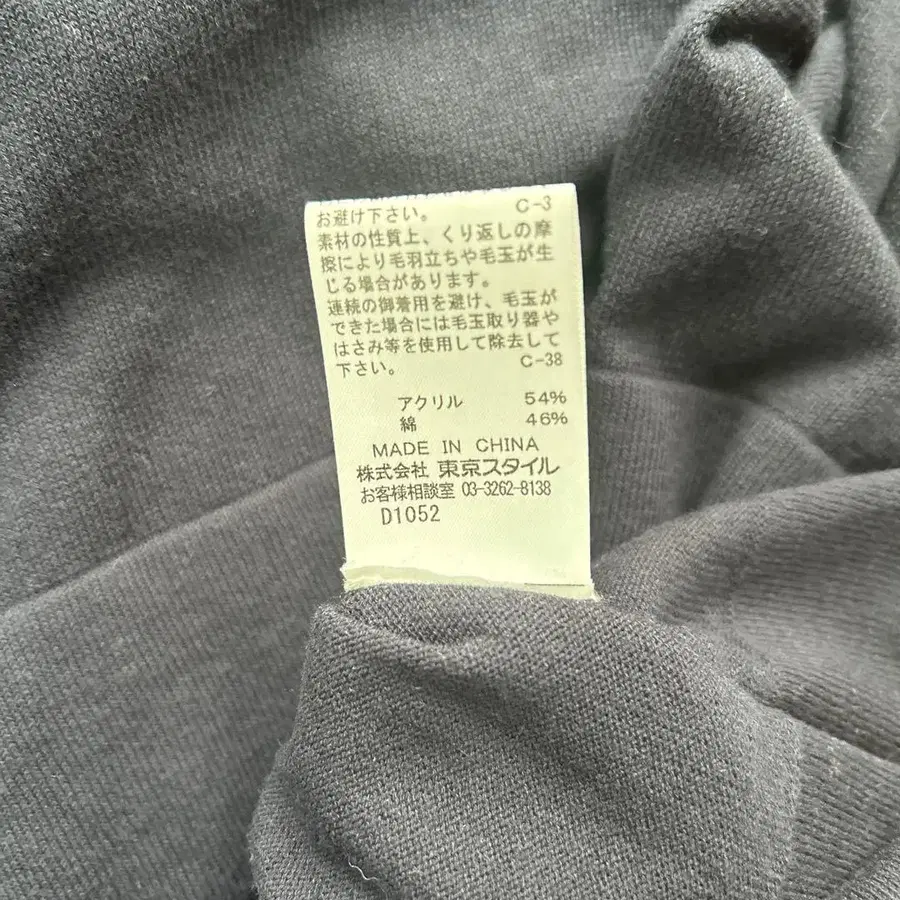 お避け下さい。 C-3
素材の性質上、くり返しの摩
擦により毛羽立ちや毛玉が生
じる場合があります。
連続の御着用を避け、毛玉が
できた場合には毛玉取り器や
はさみ等を使用して除去して
下さい。 C-38
アクリル 54%
綿 46%
MADE IN CHINA
株式会社 東京スタイル
お客様相談室 03-3262-8138
D1052